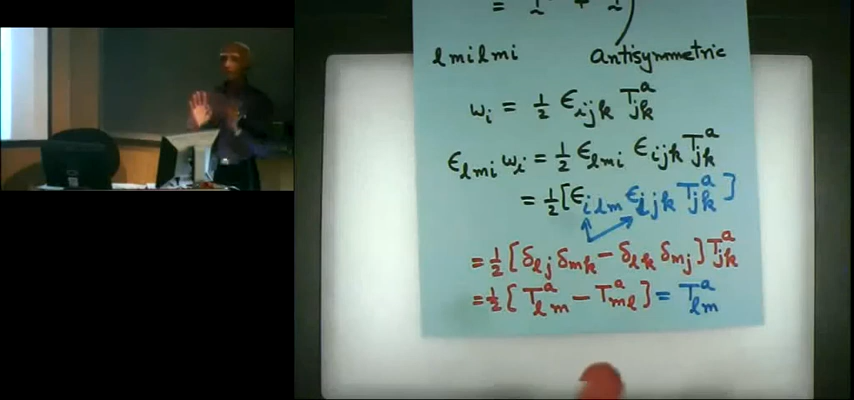 = T + T
lmilmi antisymmetric
ωᵢ = ½ ϵᵢⱼₖ Tᵃⱼₖ
ϵₗₘᵢ ωᵢ = ½ ϵₗₘᵢ ϵᵢⱼₖ Tᵃⱼₖ
= ½ [ϵᵢₗₘ ϵᵢⱼₖ Tᵃⱼₖ]
= ½ [δₗⱼ δₘₖ − δₗₖ δₘⱼ] Tᵃⱼₖ
= ½ [Tᵃₗₘ − Tᵃₘₗ] = Tᵃₗₘ